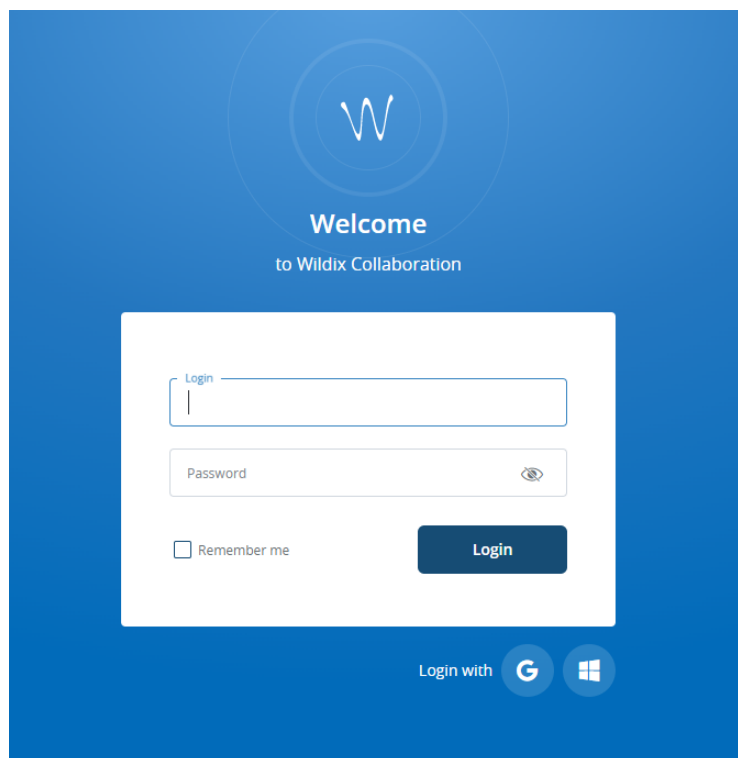 W
Welcome
to Wildix Collaboration
Login
Password
Remember me
Login
Login with G